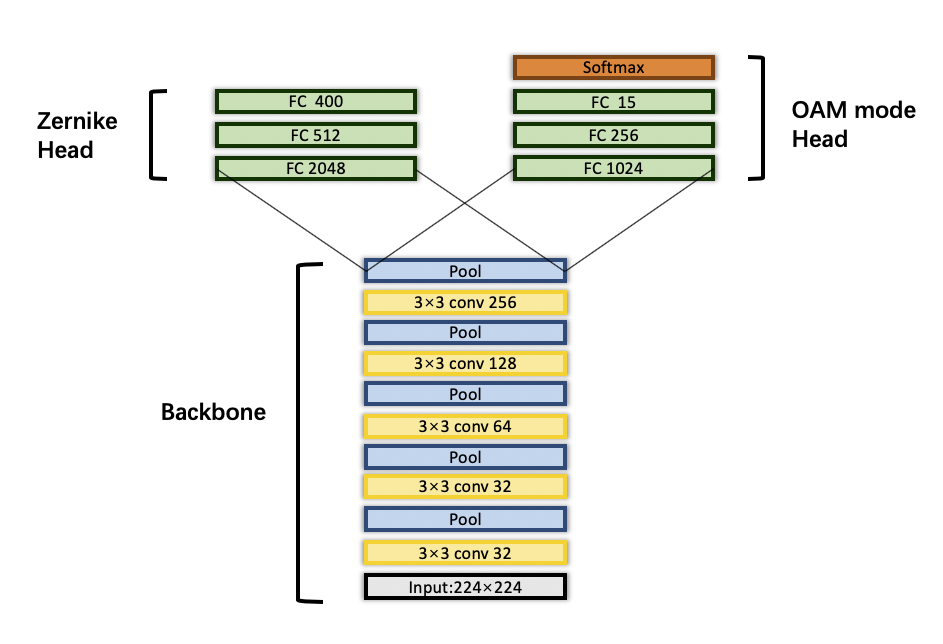 Softmax
FC 400
FC 15
Zernike
Head
FC 512
FC 256
OAM mode
Head
FC 2048
FC 1024
Pool
3×3 conv 256
Pool
3×3 conv 128
Pool
Backbone
3×3 conv 64
Pool
3×3 conv 32
Pool
3×3 conv 32
Input:224×224